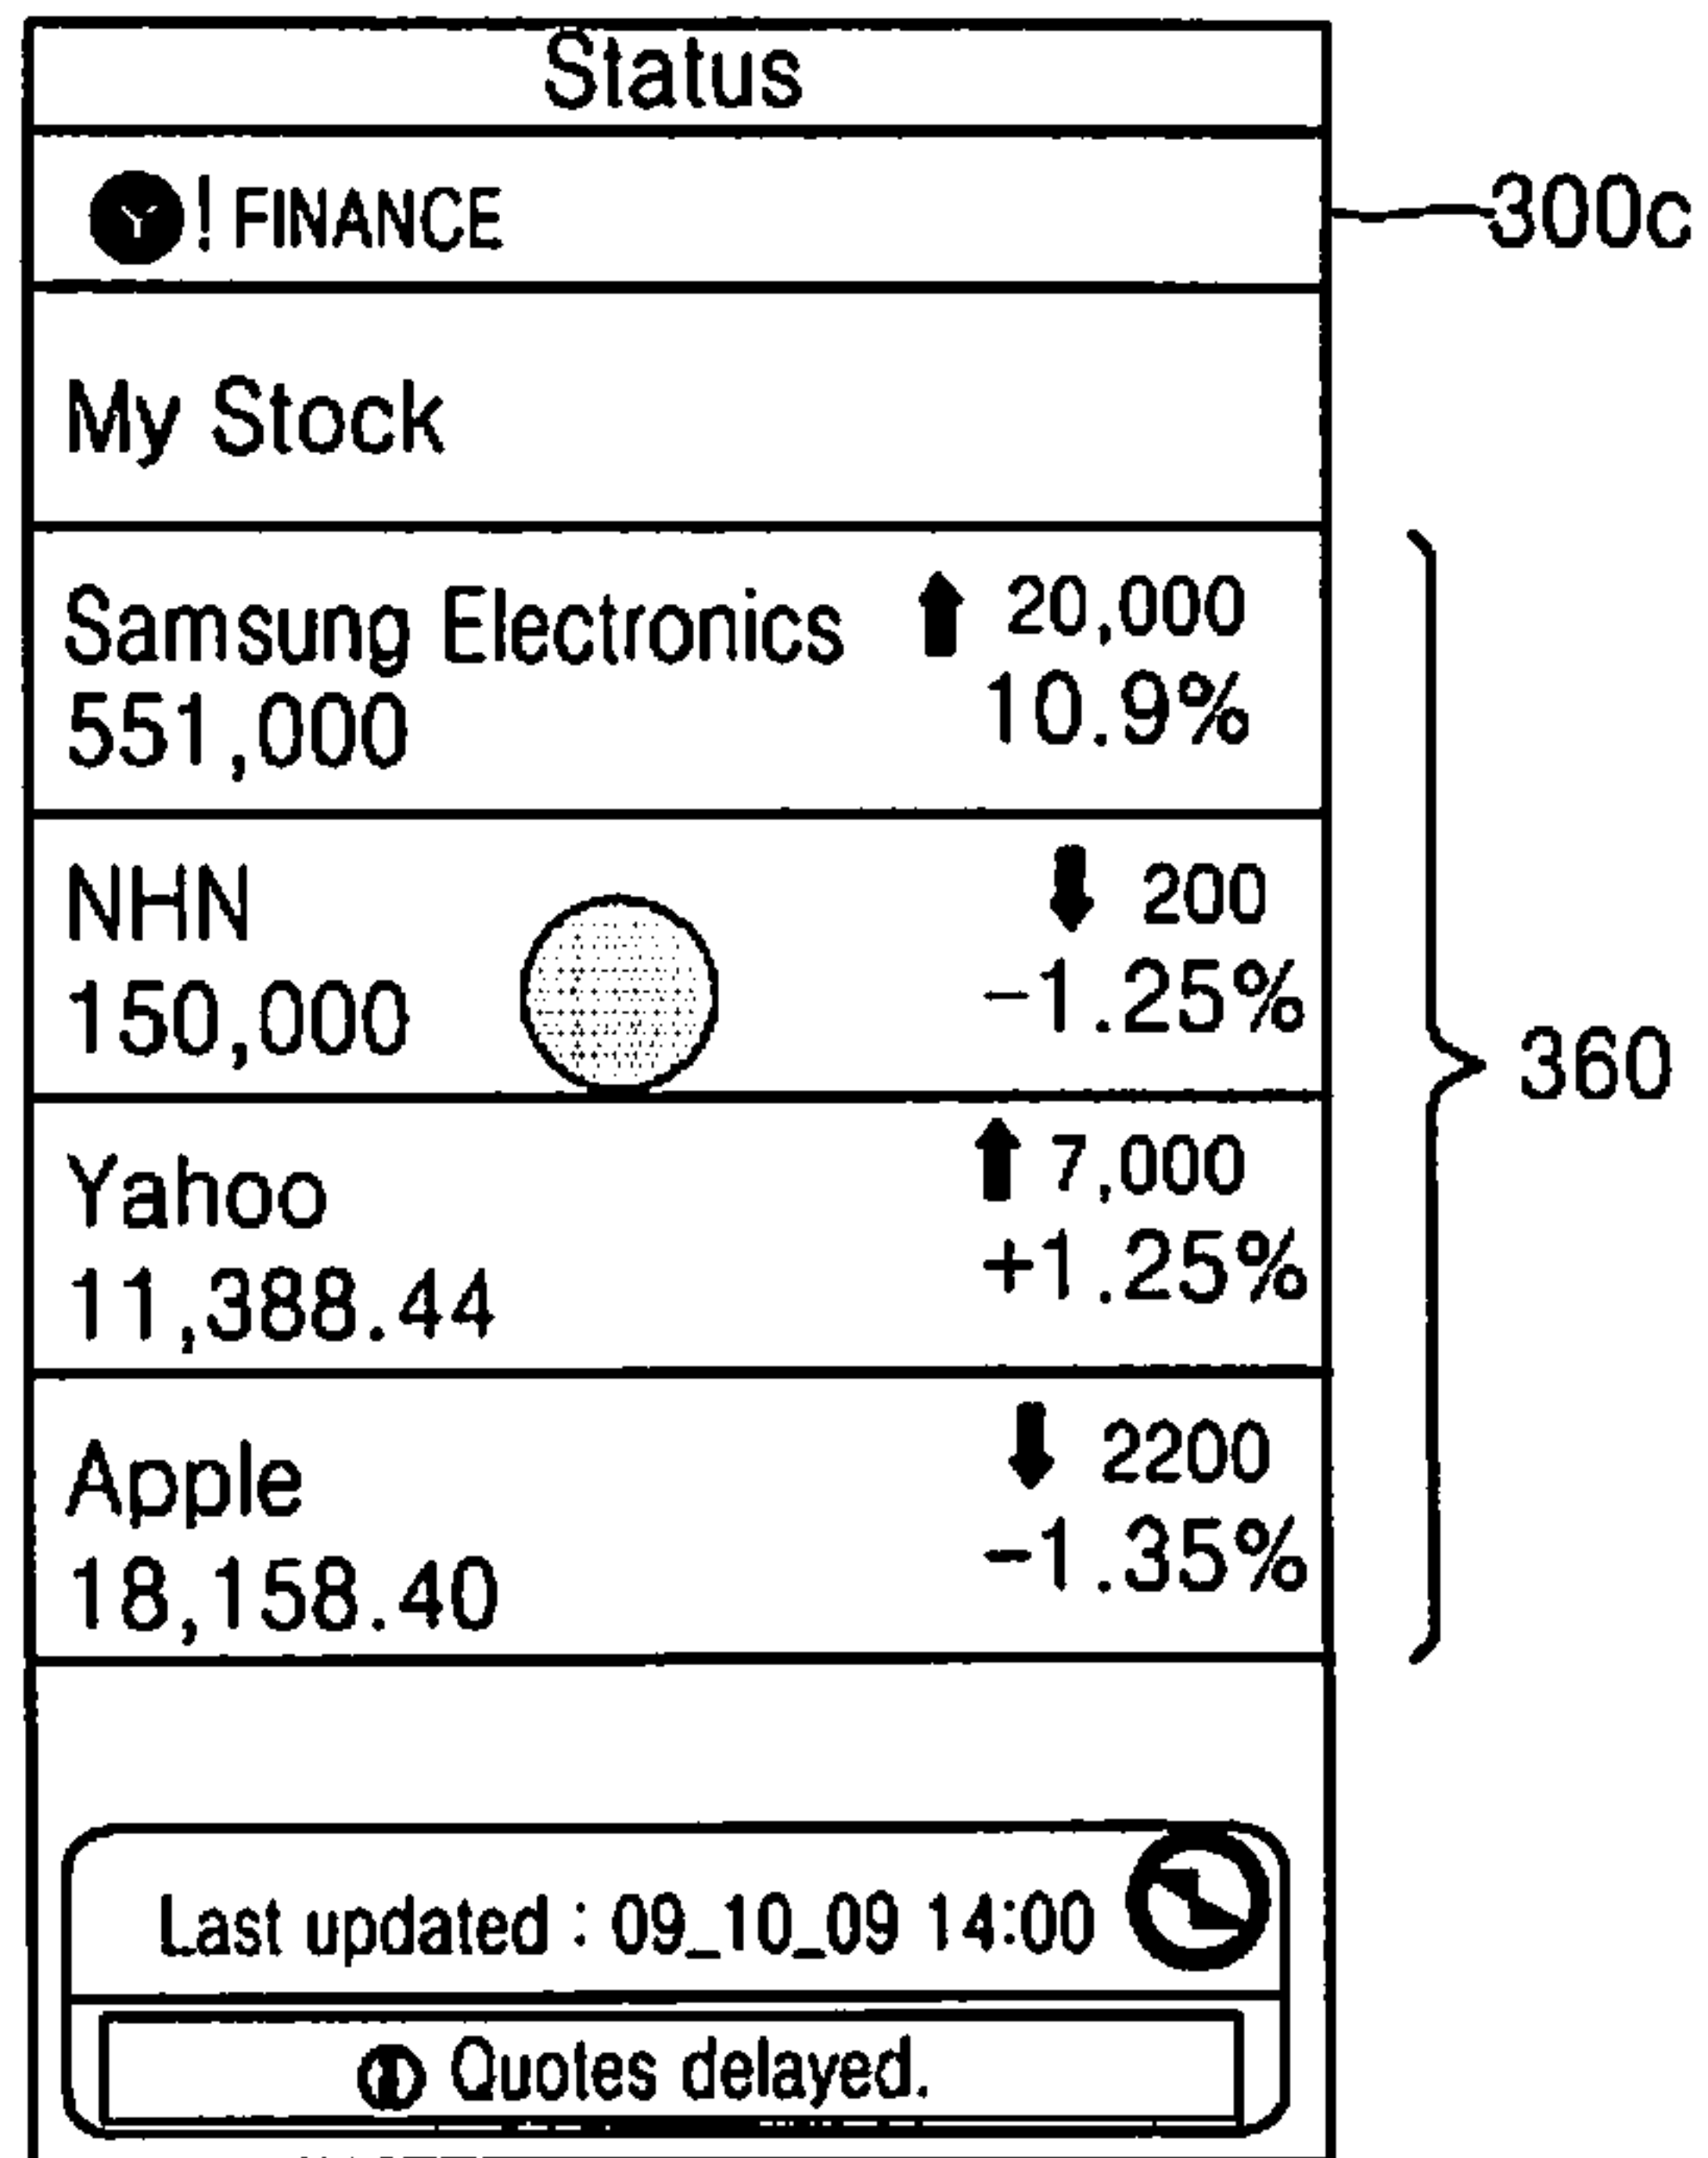 Status
Y! FINANCE
300c
My Stock
Samsung Electronics ⬆ 20,000
551,000 10.9%
NHN ⬇ 200
150,000 -1.25%
360
Yahoo ⬆ 7,000
11,388.44 +1.25%
Apple ⬇ 2200
18,158.40 -1.35%
Last updated : 09_10_09 14:00
Quotes delayed.